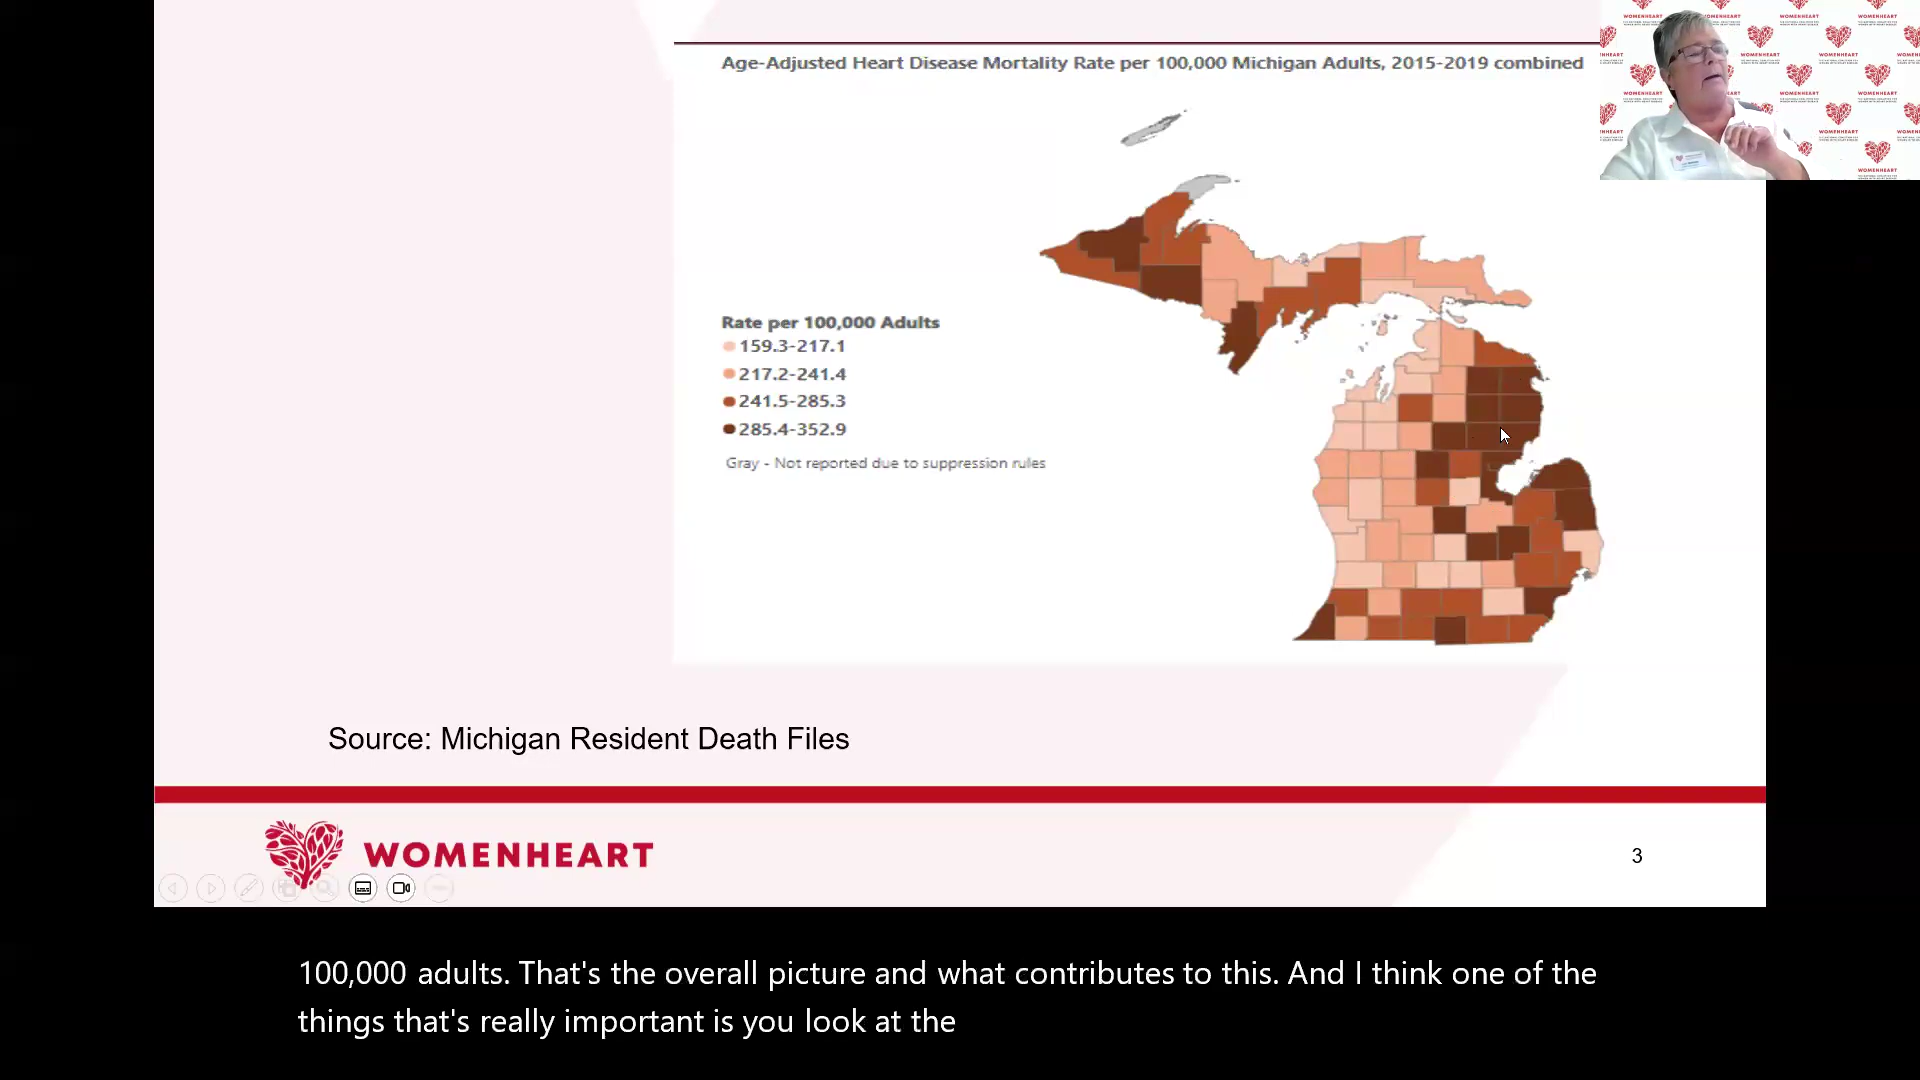 Age-Adjusted Heart Disease Mortality Rate per 100,000 Michigan Adults, 2015-2019 combined
Rate per 100,000 Adults
159.3-217.1
217.2-241.4
241.5-285.3
285.4-352.9
Gray - Not reported due to suppression rules
Source: Michigan Resident Death Files
WOMENHEART
3
100,000 adults. That's the overall picture and what contributes to this. And I think one of the
things that's really important is you look at the